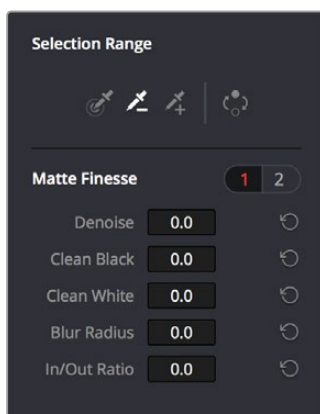 Selection Range
Matte Finesse 1 2
Denoise 0.0
Clean Black 0.0
Clean White 0.0
Blur Radius 0.0
In/Out Ratio 0.0